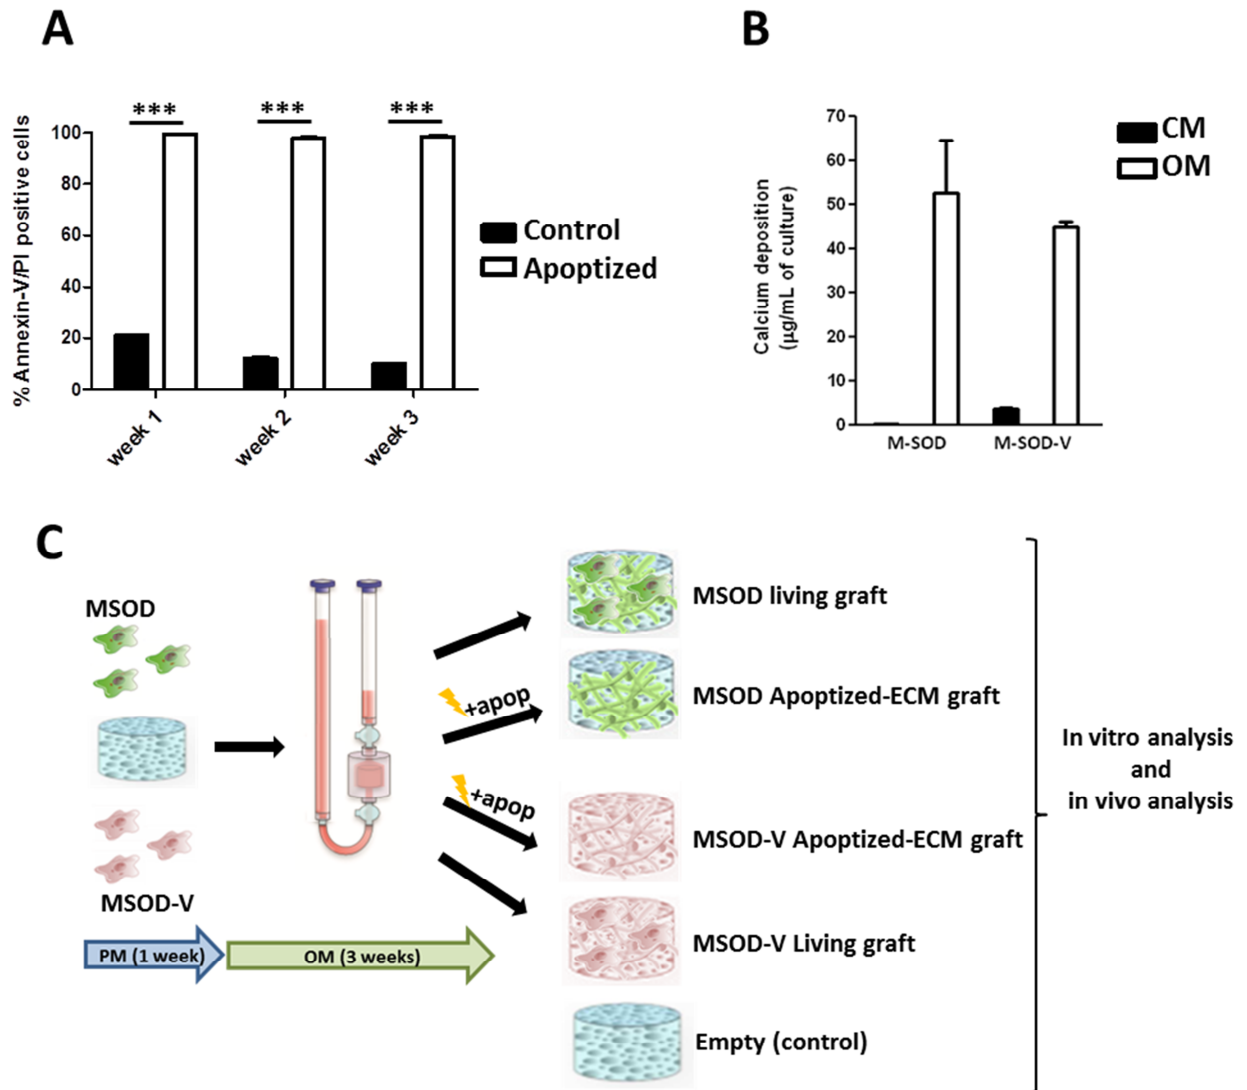 A
% Annexin-V/PI positive cells
100
80
60
40
20
0
***
***
***
week 1
week 2
week 3
Control
Apoptized
B
Calcium deposition
(µg/mL of culture)
70
60
50
40
30
20
10
0
M-SOD
M-SOD-V
CM
OM
C
MSOD
MSOD-V
PM (1 week)
OM (3 weeks)
+apop
+apop
MSOD living graft
MSOD Apoptized-ECM graft
MSOD-V Apoptized-ECM graft
MSOD-V Living graft
Empty (control)
In vitro analysis
and
in vivo analysis